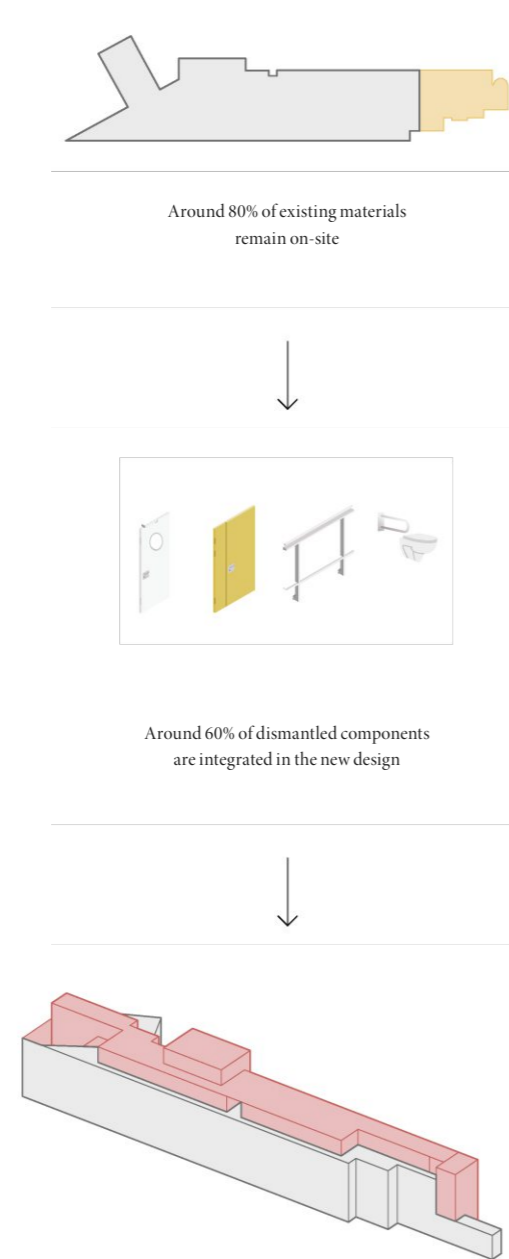 Around 80% of existing materials
remain on-site
Around 60% of dismantled components
are integrated in the new design